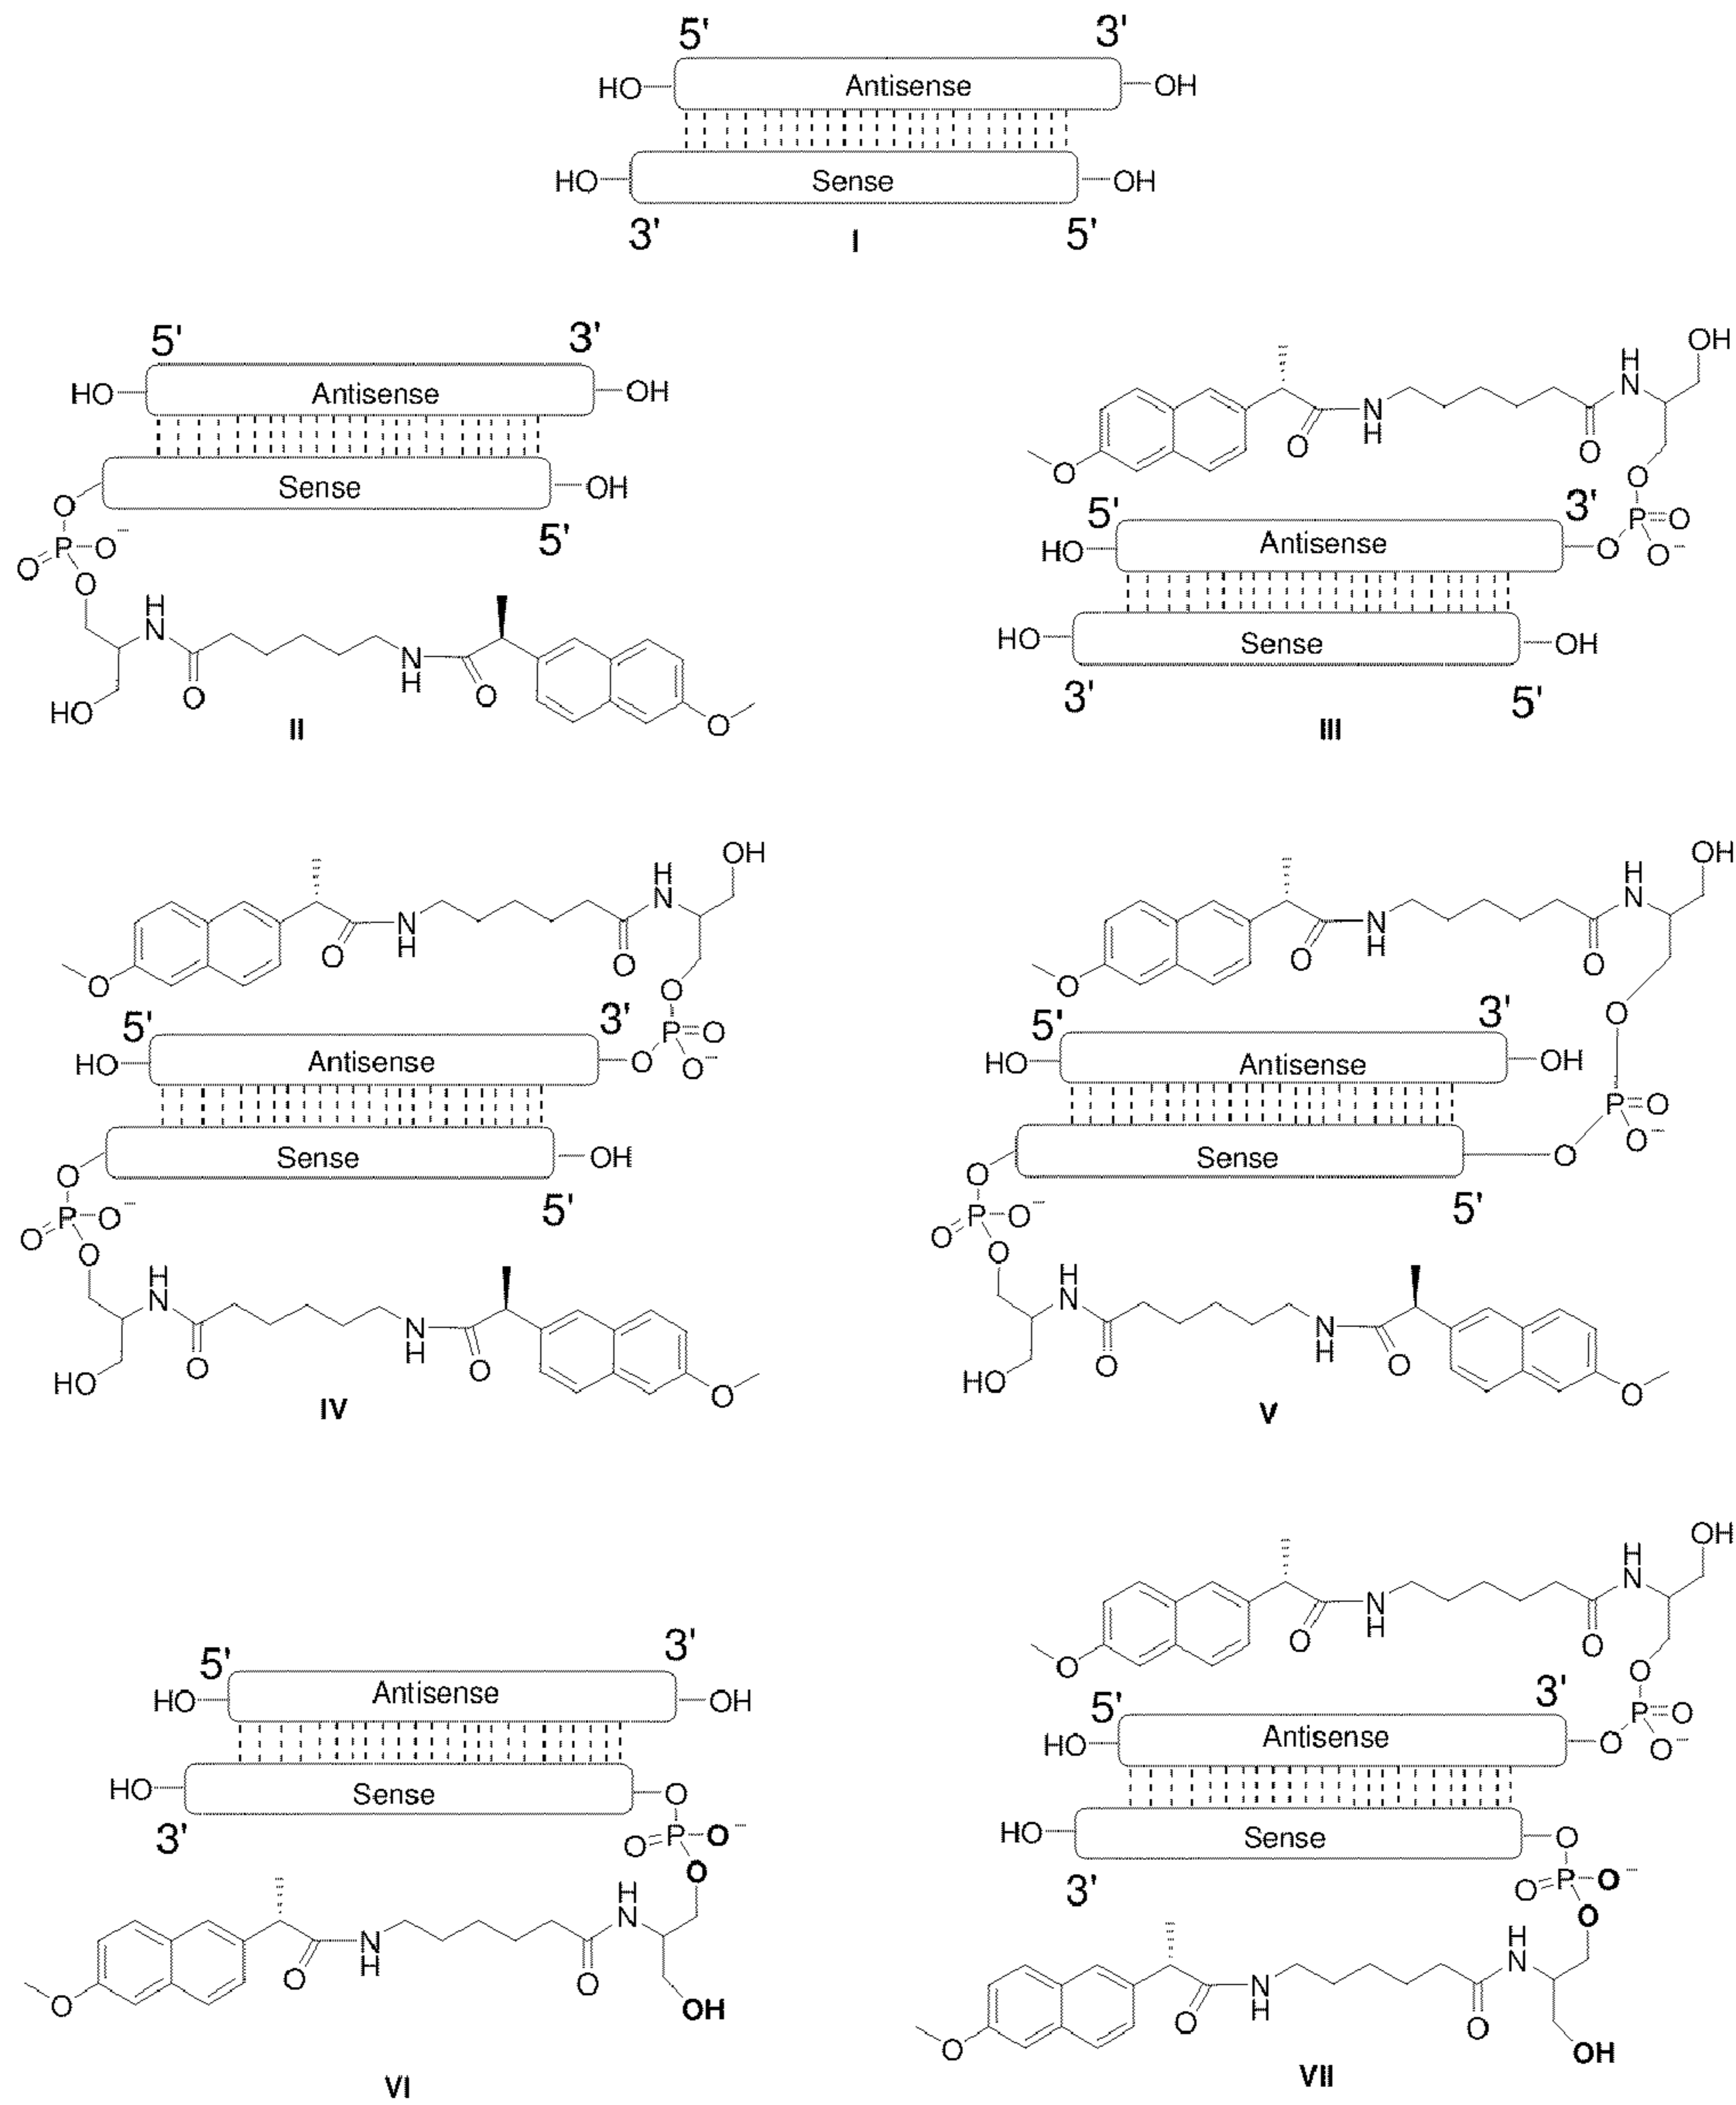 5' 3'
HO Antisense OH
HO Sense OH
3' 5'
I
5' 3'
HO Antisense OH
Sense OH
O 5'
O P O–
O H
N
O N
H O
HO O
II
OH
H
N
N
H O O
O O
5' 3' P O
HO Antisense O O–
HO Sense OH
3' 5'
III
OH
H
N
N
H
O O
O O
5' 3' P O
HO Antisense O O–
Sense OH
O 5'
O P O–
O
H
N
O N
H O
HO O
IV
OH
H
N
N
H
O O
O O
5' 3'
HO Antisense OH
P O
O–
Sense O
O 5'
O P O–
O
H
N
O N
H O
HO O
V
5' 3'
HO Antisense OH
HO Sense O
3' O P O–
O
H
N
N
H
O O
O OH
VI
OH
H
N
N
H
O O
O O
5' 3' P O
HO Antisense O O–
HO Sense O
3' O P O–
O
H
N
N
H
O O
O OH
VII